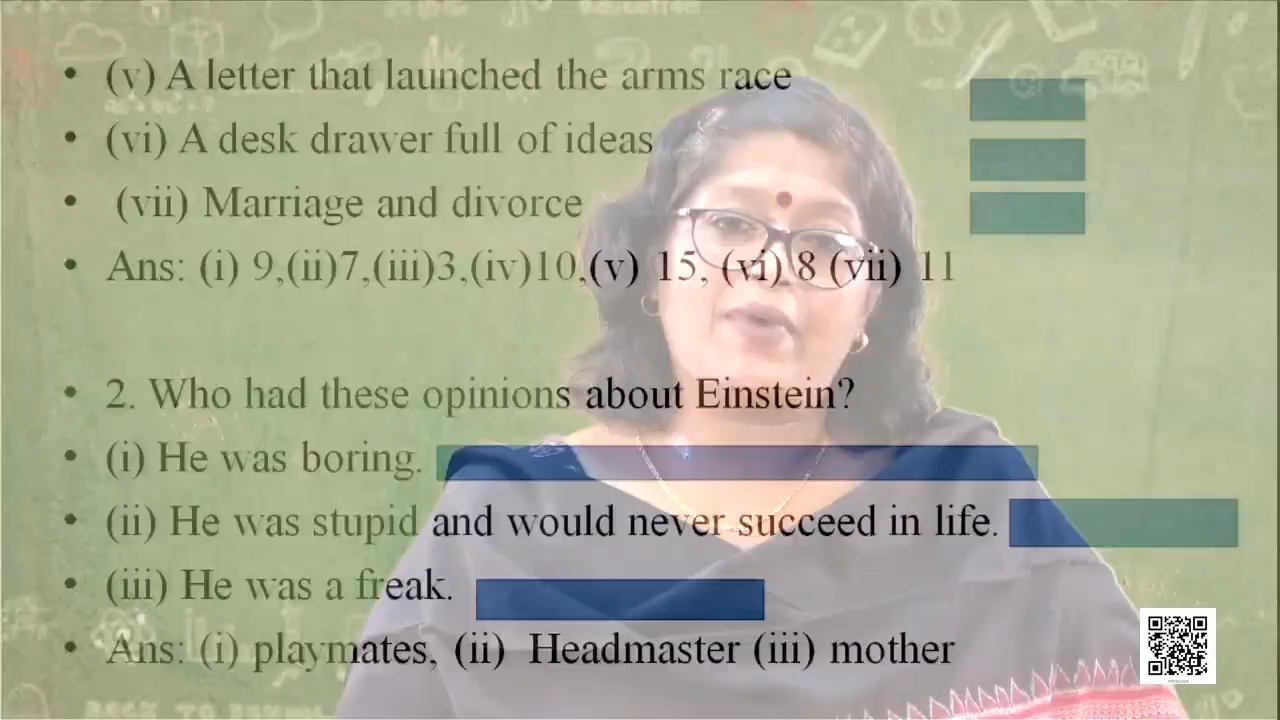 • (v) A letter that launched the arms race
• (vi) A desk drawer full of ideas
• (vii) Marriage and divorce
• Ans: (i) 9,(ii)7,(iii)3,(iv)10,(v) 15, (vi) 8 (vii) 11
• 2. Who had these opinions about Einstein?
• (i) He was boring.
• (ii) He was stupid and would never succeed in life.
• (iii) He was a freak.
• Ans: (i) playmates, (ii) Headmaster (iii) mother
BACK TO SCHOOL